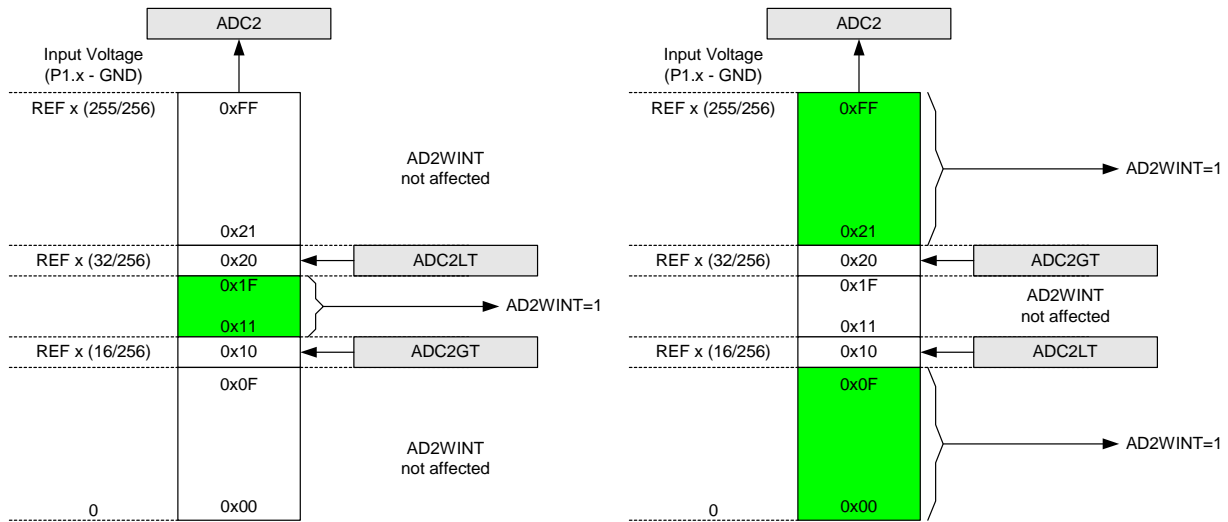 ADC2
Input Voltage
(P1.x - GND)
REF x (255/256)
0xFF
AD2WINT
not affected
0x21
REF x (32/256)
0x20
ADC2LT
0x1F
AD2WINT=1
0x11
REF x (16/256)
0x10
ADC2GT
0x0F
AD2WINT
not affected
0x00
0
ADC2
Input Voltage
(P1.x - GND)
REF x (255/256)
0xFF
AD2WINT=1
0x21
REF x (32/256)
0x20
ADC2GT
0x1F
AD2WINT
not affected
0x11
REF x (16/256)
0x10
ADC2LT
0x0F
AD2WINT=1
0x00
0